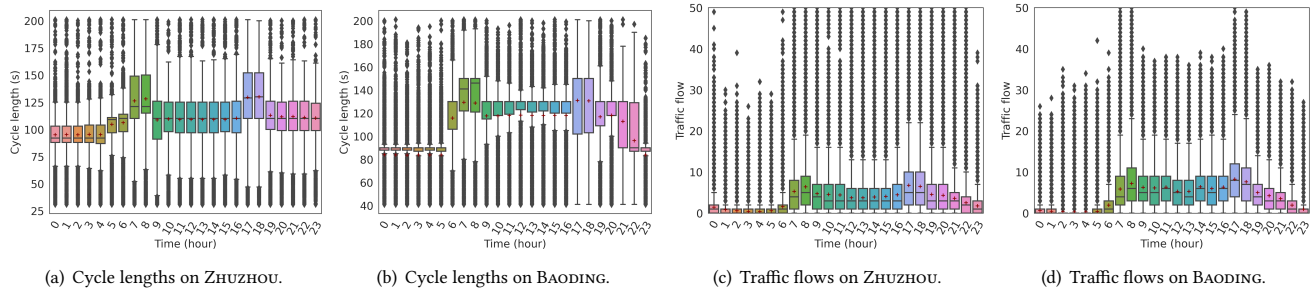 Cycle length (s)
200
175
150
125
100
75
50
25
0 1 2 3 4 5 6 7 8 9 10 11 12 13 14 15 16 17 18 19 20 21 22 23
Time (hour)
(a) Cycle lengths on ZHUZHOU.
Cycle length (s)
200
180
160
140
120
100
80
60
40
0 1 2 3 4 5 6 7 8 9 10 11 12 13 14 15 16 17 18 19 20 21 22 23
Time (hour)
(b) Cycle lengths on BAODING.
Traffic flow
50
40
30
20
10
0
0 1 2 3 4 5 6 7 8 9 10 11 12 13 14 15 16 17 18 19 20 21 22 23
Time (hour)
(c) Traffic flows on ZHUZHOU.
Traffic flow
50
40
30
20
10
0
0 1 2 3 4 5 6 7 8 9 10 11 12 13 14 15 16 17 18 19 20 21 22 23
Time (hour)
(d) Traffic flows on BAODING.